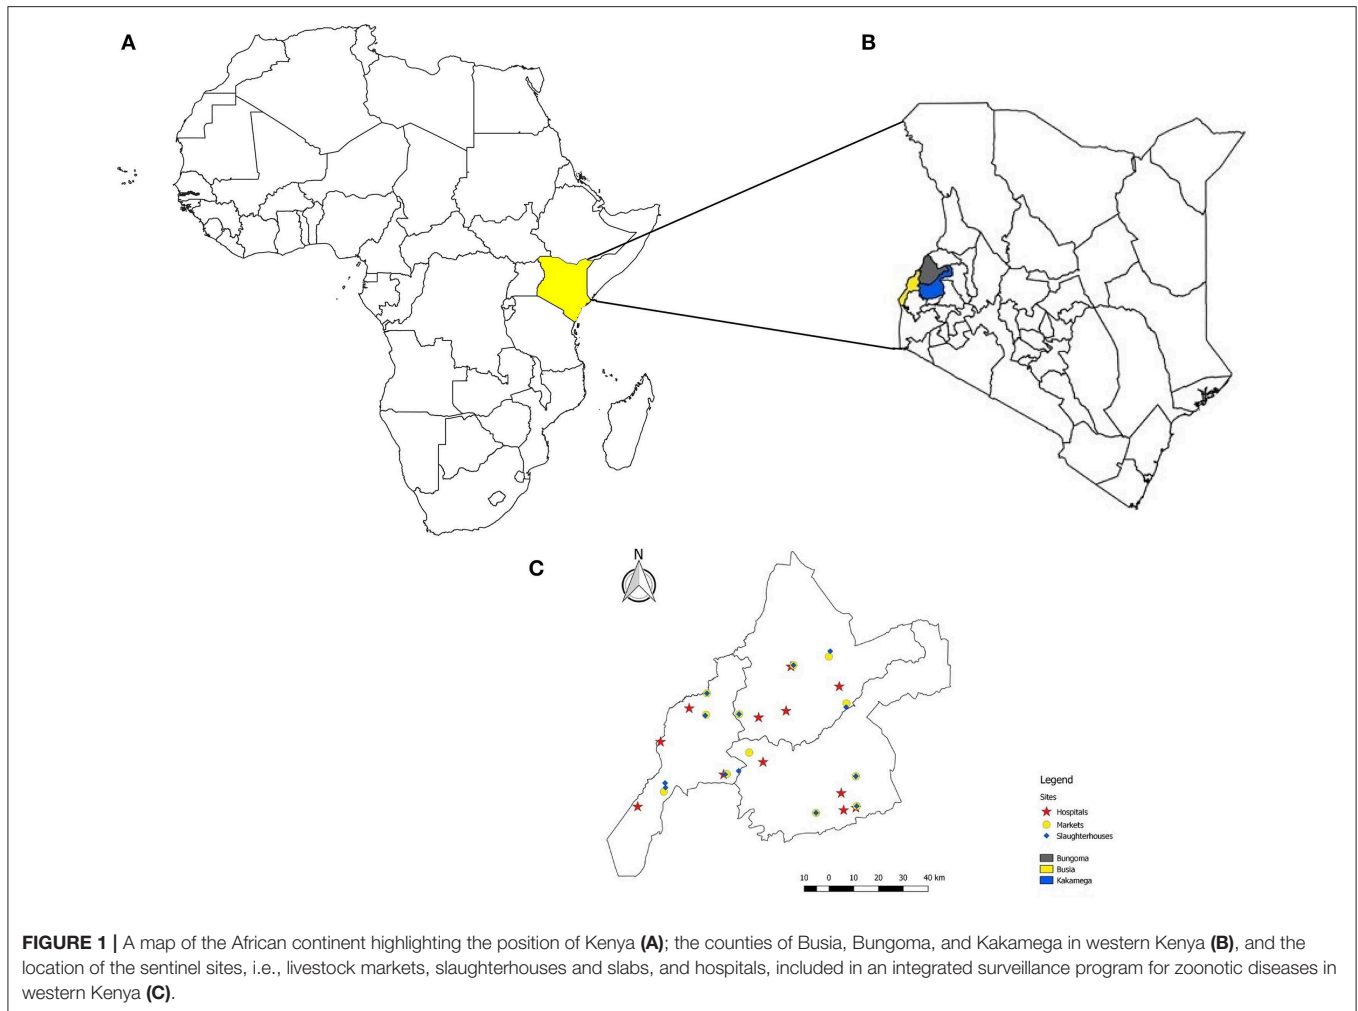 A
B
C
N
Legend
Sites
Hospitals
Markets
Slaughterhouses
Bungoma
Busia
Kakamega
10 0 10 20 30 40 km
FIGURE 1 | A map of the African continent highlighting the position of Kenya (A); the counties of Busia, Bungoma, and Kakamega in western Kenya (B), and the
location of the sentinel sites, i.e., livestock markets, slaughterhouses and slabs, and hospitals, included in an integrated surveillance program for zoonotic diseases in
western Kenya (C).